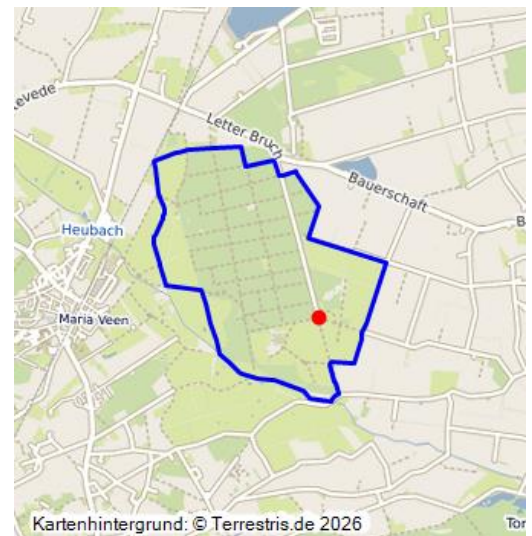 Letter Bruch
Bauerschaft
Heubach
Maria Veen
Kartenhintergrund: © Terrestris.de 2026